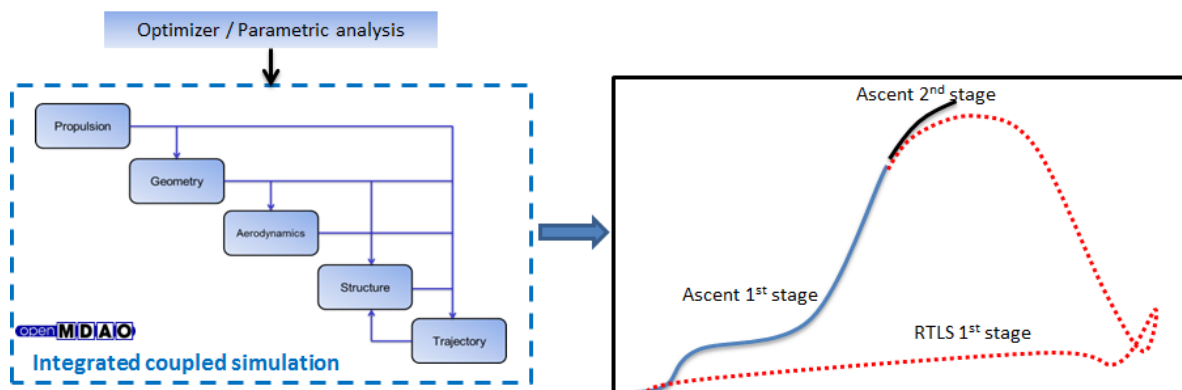 Optimizer / Parametric analysis
Propulsion
Geometry
Aerodynamics
Structure
Trajectory
openMDAO
Integrated coupled simulation
Ascent 2nd stage
Ascent 1st stage
RTLS 1st stage